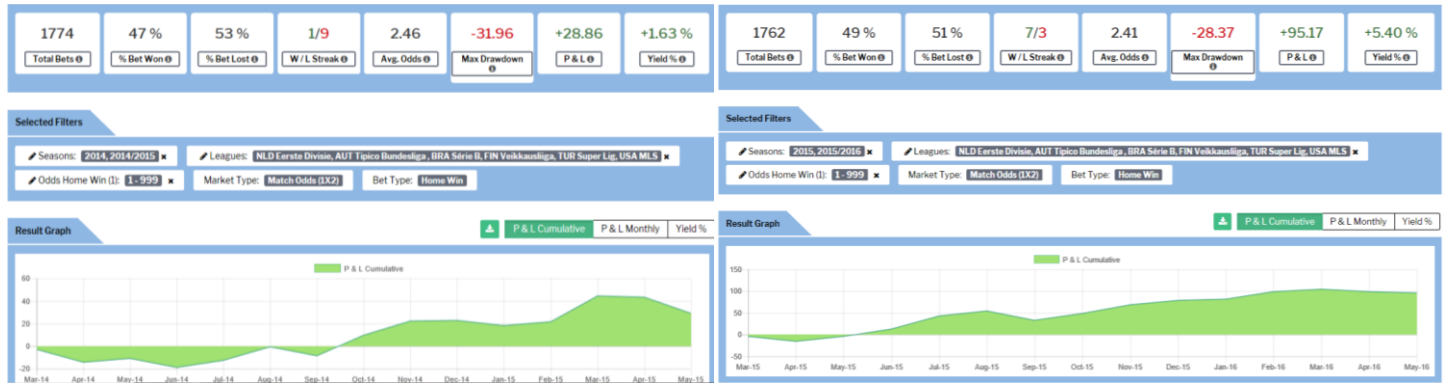 1774 47 % 53 % 1/9 2.46 -31.96 +28.86 +1.63 %
Total Bets % Bet Won % Bet Lost W / L Streak Avg. Odds Max Drawdown P & L Yield %
Selected Filters
Seasons: 2014, 2014/2015 × Leagues: NLD Eerste Divisie, AUT Tipico Bundesliga , BRA Série B, FIN Veikkausliiga, TUR Super Lig, USA MLS ×
Odds Home Win (1): 1 - 999 × Market Type: Match Odds (1X2) Bet Type: Home Win
Result Graph P & L Cumulative P & L Monthly Yield %
P & L Cumulative
60
40
20
0
-20
Mar-14 Apr-14 May-14 Jun-14 Jul-14 Aug-14 Sep-14 Oct-14 Nov-14 Dec-14 Jan-15 Feb-15 Mar-15 Apr-15 May-15
1762 49 % 51 % 7/3 2.41 -28.37 +95.17 +5.40 %
Total Bets % Bet Won % Bet Lost W / L Streak Avg. Odds Max Drawdown P & L Yield %
Selected Filters
Seasons: 2015, 2015/2016 × Leagues: NLD Eerste Divisie, AUT Tipico Bundesliga , BRA Série B, FIN Veikkausliiga, TUR Super Lig, USA MLS ×
Odds Home Win (1): 1 - 999 × Market Type: Match Odds (1X2) Bet Type: Home Win
Result Graph P & L Cumulative P & L Monthly Yield %
P & L Cumulative
150
100
50
0
-50
Mar-15 Apr-15 May-15 Jun-15 Jul-15 Aug-15 Sep-15 Oct-15 Nov-15 Dec-15 Jan-16 Feb-16 Mar-16 Apr-16 May-16